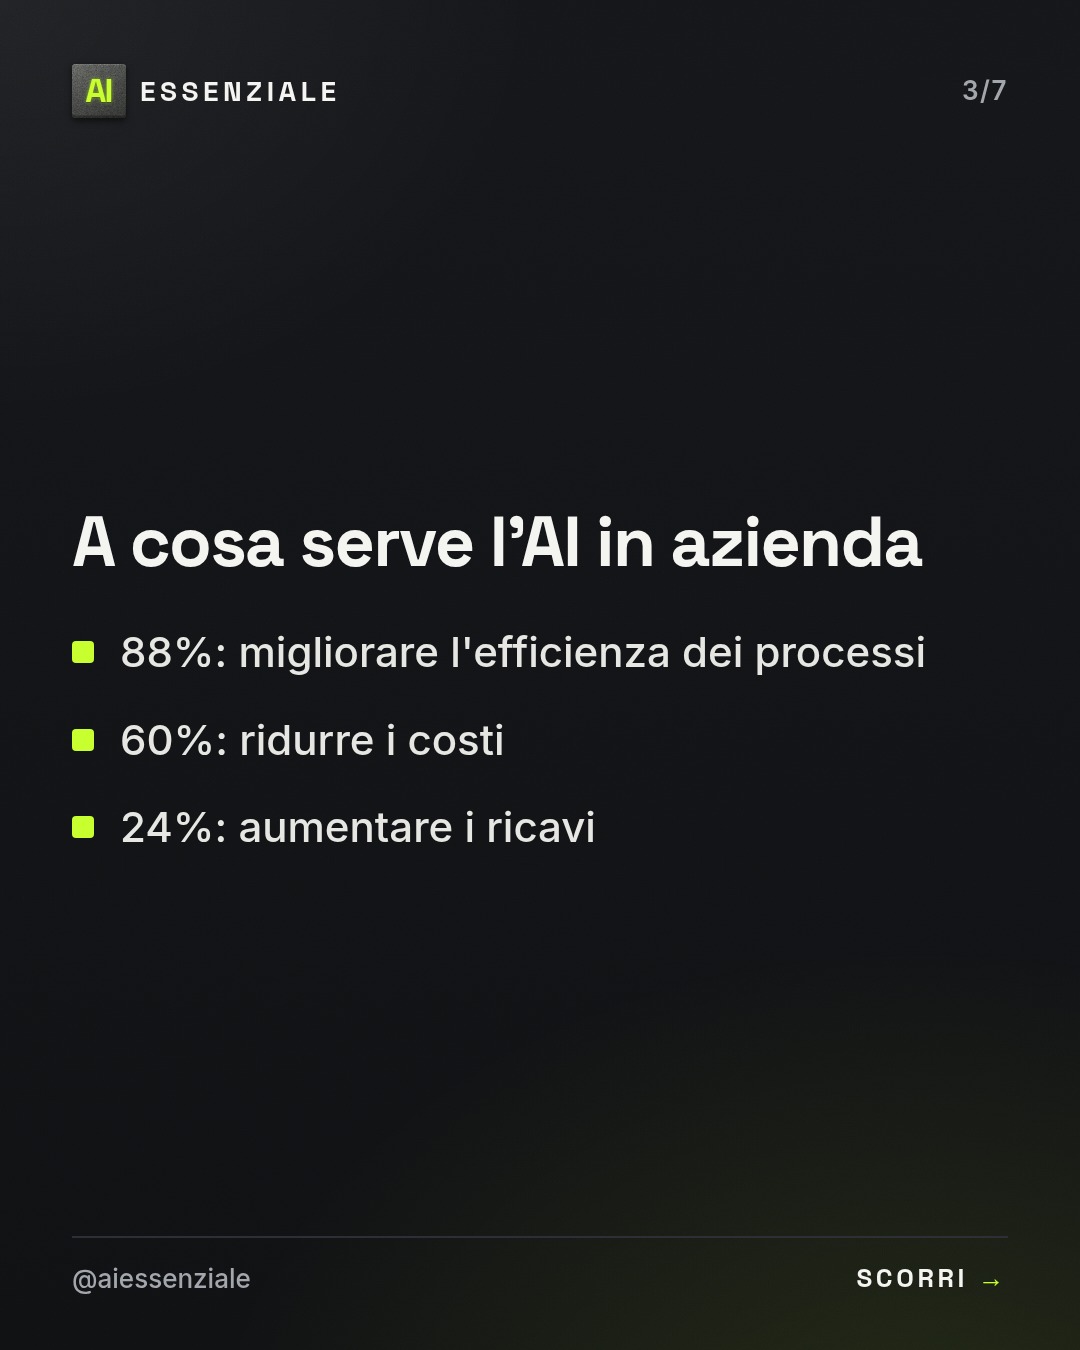 AI ESSENZIALE
3/7
A cosa serve l’AI in azienda
88%: migliorare l'efficienza dei processi
60%: ridurre i costi
24%: aumentare i ricavi
@aiessenziale
SCORRI →